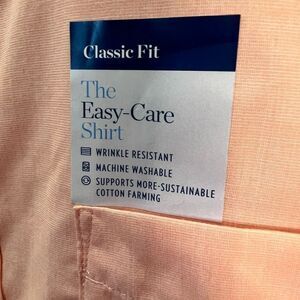 Classic Fit
The
Easy-Care
Shirt
WRINKLE RESISTANT
MACHINE WASHABLE
SUPPORTS MORE-SUSTAINABLE
COTTON FARMING